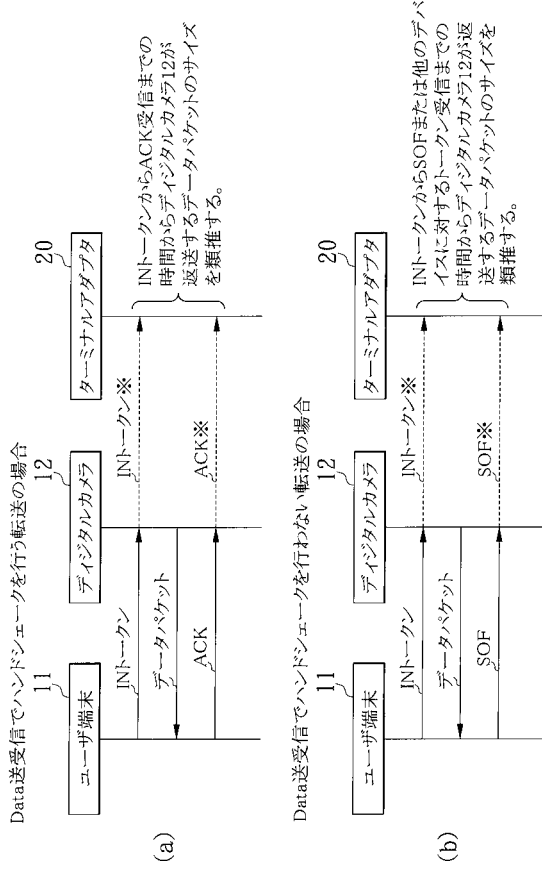 Data送受信でハンドシェークを行う転送の場合
(a)
11
ユーザ端末
12
ディジタルカメラ
20
ターミナルアダプタ
INトークン
INトークン※
データパケット
ACK
ACK※
INトークンからACK受信までの
時間からディジタルカメラ12が
返送するデータパケットのサイズ
を類推する。
Data送受信でハンドシェークを行わない転送の場合
(b)
11
ユーザ端末
12
ディジタルカメラ
20
ターミナルアダプタ
INトークン
INトークン※
データパケット
SOF
SOF※
INトークンからSOFまたは他のデバ
イスに対するトークン受信までの
時間からディジタルカメラ12が返
送するデータパケットのサイズを
類推する。